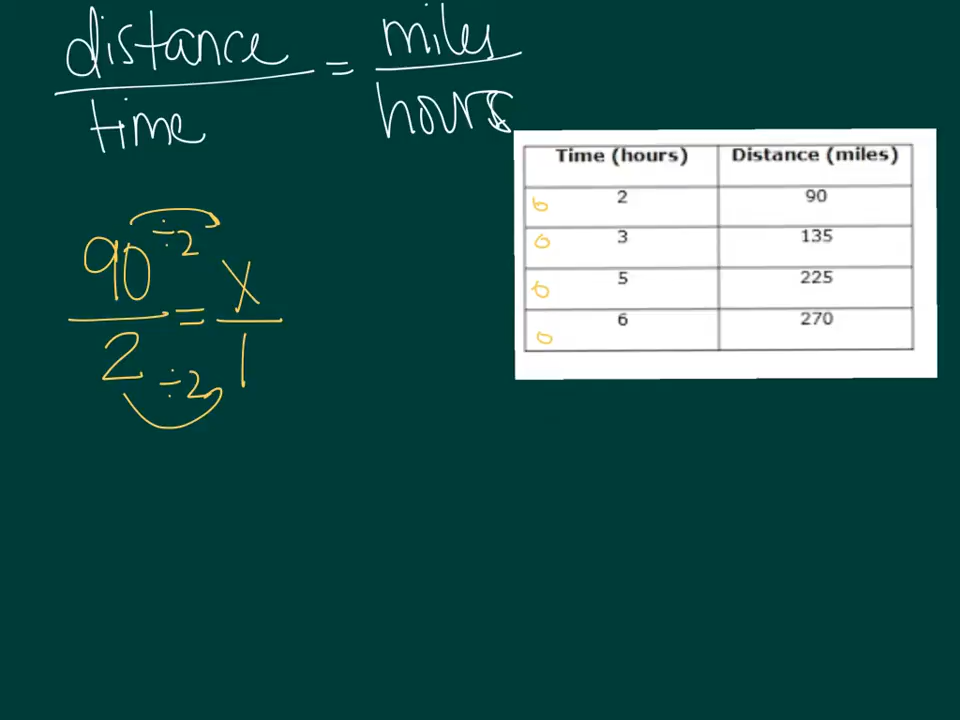 distance = miles
time hours
Time (hours) Distance (miles)
2 90
3 135
5 225
6 270
90 ÷2 = x
2 ÷2 1